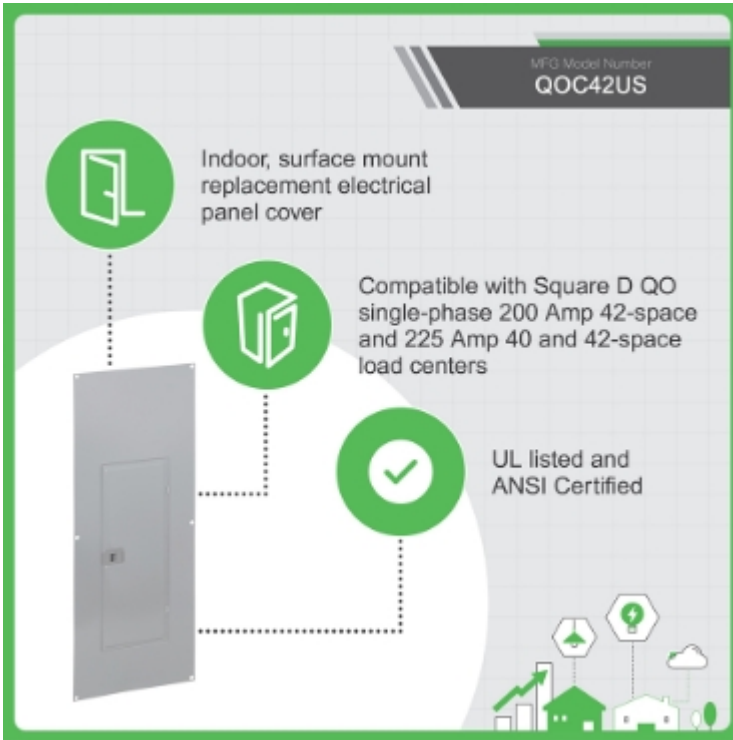 MFG Model Number
QOC42US
Indoor, surface mount
replacement electrical
panel cover
Compatible with Square D QO
single-phase 200 Amp 42-space
and 225 Amp 40 and 42-space
load centers
UL listed and
ANSI Certified